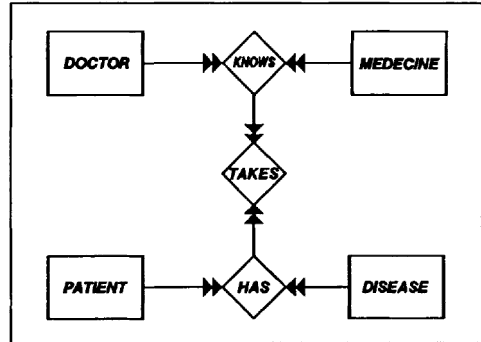 DOCTOR
KNOWS
MEDECINE
TAKES
PATIENT
HAS
DISEASE